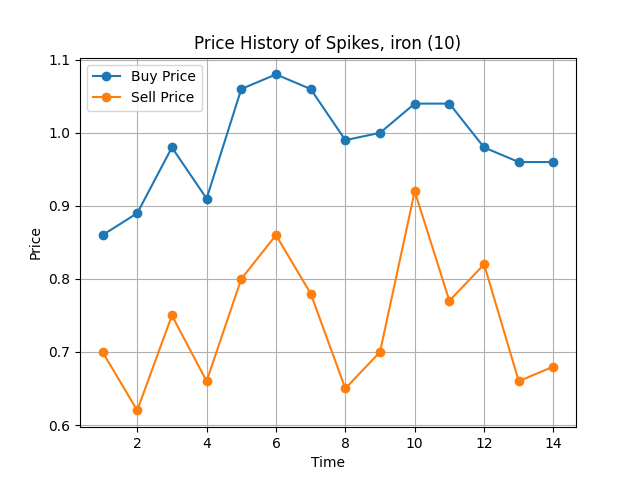 Price History of Spikes, iron (10)
Buy Price
Sell Price
1.1
1.0
0.9
0.8
0.7
0.6
Price
2 4 6 8 10 12 14
Time